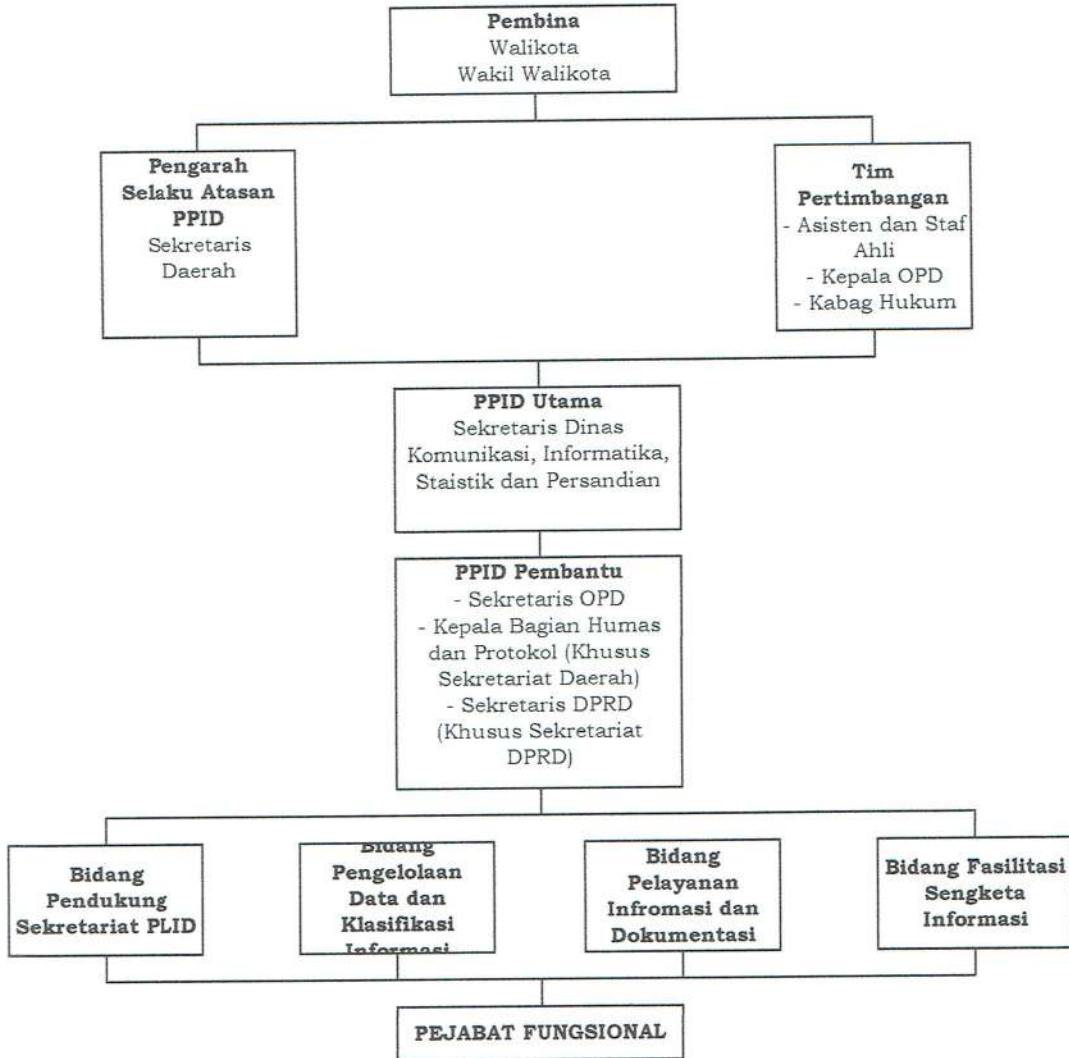 Pembina
Walikota
Wakil Walikota
Pengarah
Selaku Atasan
PPID
Sekretaris
Daerah
Tim
Pertimbangan
- Asisten dan Staf
Ahli
- Kepala OPD
- Kabag Hukum
PPID Utama
Sekretaris Dinas
Komunikasi, Informatika,
Staistik dan Persandian
PPID Pembantu
- Sekretaris OPD
- Kepala Bagian Humas
dan Protokol (Khusus
Sekretariat Daerah)
- Sekretaris DPRD
(Khusus Sekretariat
DPRD)
Bidang
Pendukung
Sekretariat PLID
Bidang
Pengelolaan
Data dan
Klasifikasi
Informasi
Bidang
Pelayanan
Infromasi dan
Dokumentasi
Bidang Fasilitasi
Sengketa
Informasi
PEJABAT FUNGSIONAL